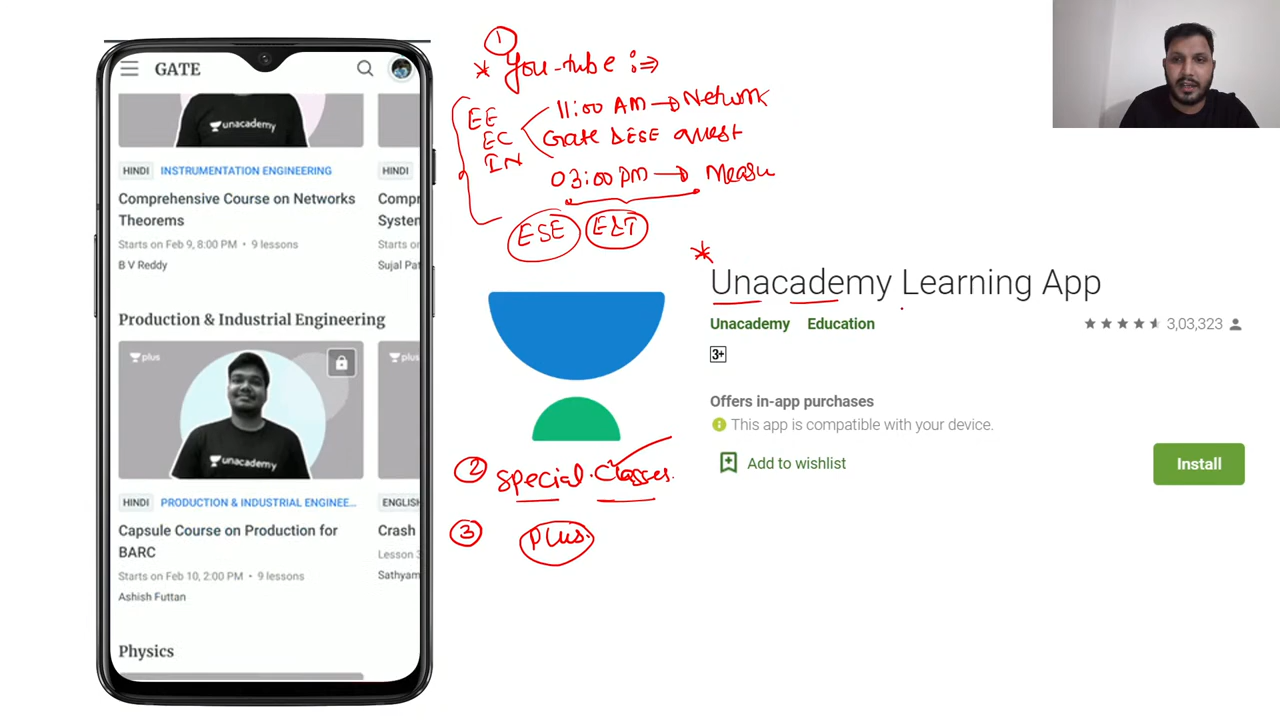 GATE
unacademy
HINDI INSTRUMENTATION ENGINEERING
Comprehensive Course on Networks
Theorems
Starts on Feb 9, 8:00 PM • 9 lessons
B V Reddy
HINDI
Compr
System
Starts on
Sujal Pat
Production & Industrial Engineering
plus
unacademy
plus
HINDI PRODUCTION & INDUSTRIAL ENGINEE...
Capsule Course on Production for
BARC
Starts on Feb 10, 2:00 PM • 9 lessons
Ashish Futtan
ENGLISH
Crash
Lesson 3
Sathyam
Physics
1
* You-tube :⇒
EE
EC
IN
11:00 AM → Network
Gate & ESE quest
03:00 PM → Measu
ESE E&T
*
Unacademy Learning App
Unacademy Education
3,03,323
3+
Offers in-app purchases
This app is compatible with your device.
Add to wishlist
Install
2 special classes.
3 Plus.